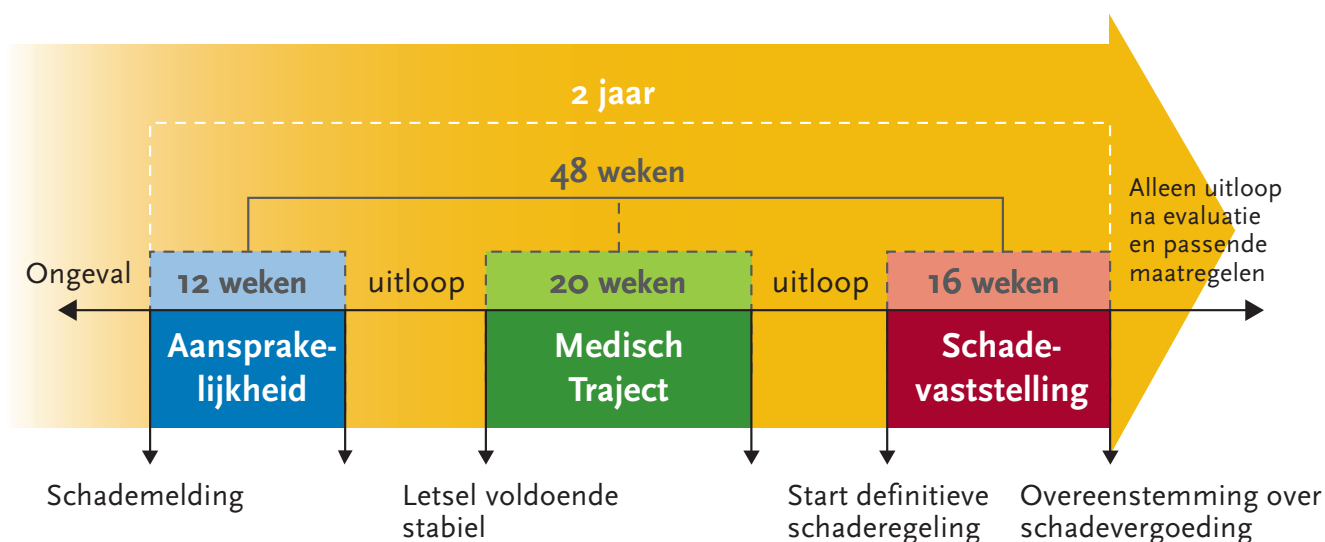 2 jaar
48 weken
Alleen uitloop
na evaluatie
en passende
maatregelen
Ongeval
12 weken
uitloop
20 weken
uitloop
16 weken
Aansprake-
lijkheid
Medisch
Traject
Schade-
vaststelling
Schademelding
Letsel voldoende
stabiel
Start definitieve
schaderegeling
Overeenstemming over
schadevergoeding